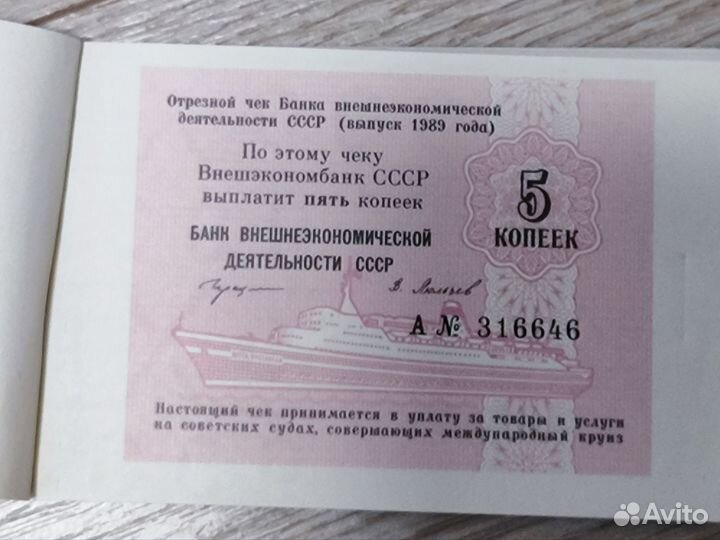 Отрезной чек Банка внешнеэкономической
деятельности СССР (выпуск 1989 года)
По этому чеку
Внешэкономбанк СССР
выплатит пять копеек
5
КОПЕЕК
БАНК ВНЕШНЕЭКОНОМИЧЕСКОЙ
ДЕЯТЕЛЬНОСТИ СССР
А № 316646
Настоящий чек принимается в уплату за товары и услуги
на советских судах, совершающих международный круиз
Avito